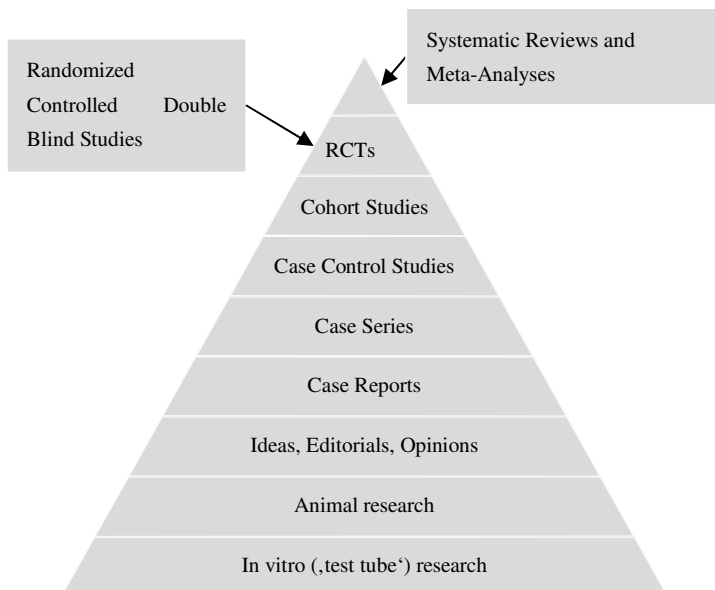 Systematic Reviews and
Meta-Analyses
Randomized
Controlled Double
Blind Studies
RCTs
Cohort Studies
Case Control Studies
Case Series
Case Reports
Ideas, Editorials, Opinions
Animal research
In vitro (‚test tube‘) research